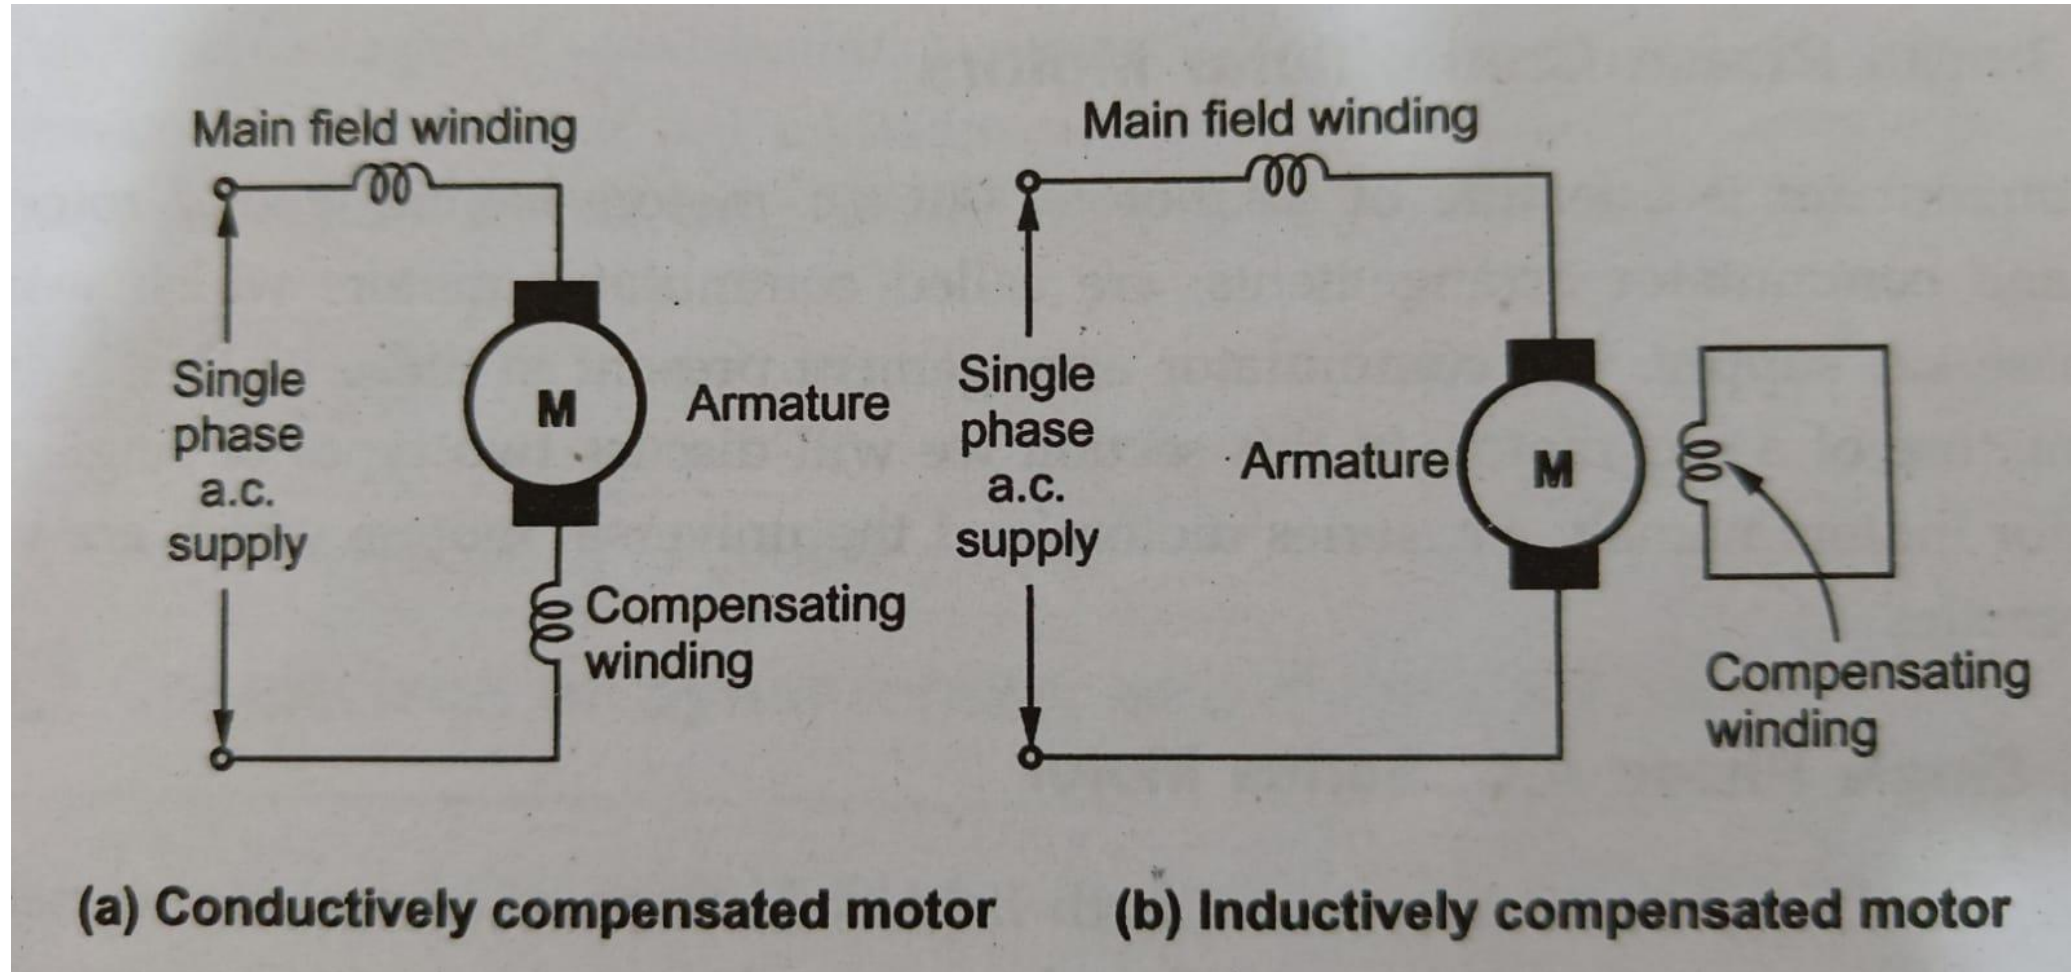 Main field winding
Single
phase
a.c.
supply
M
Armature
Compensating
winding
(a) Conductively compensated motor
Main field winding
Single
phase
a.c.
supply
Armature
M
Compensating
winding
(b) Inductively compensated motor